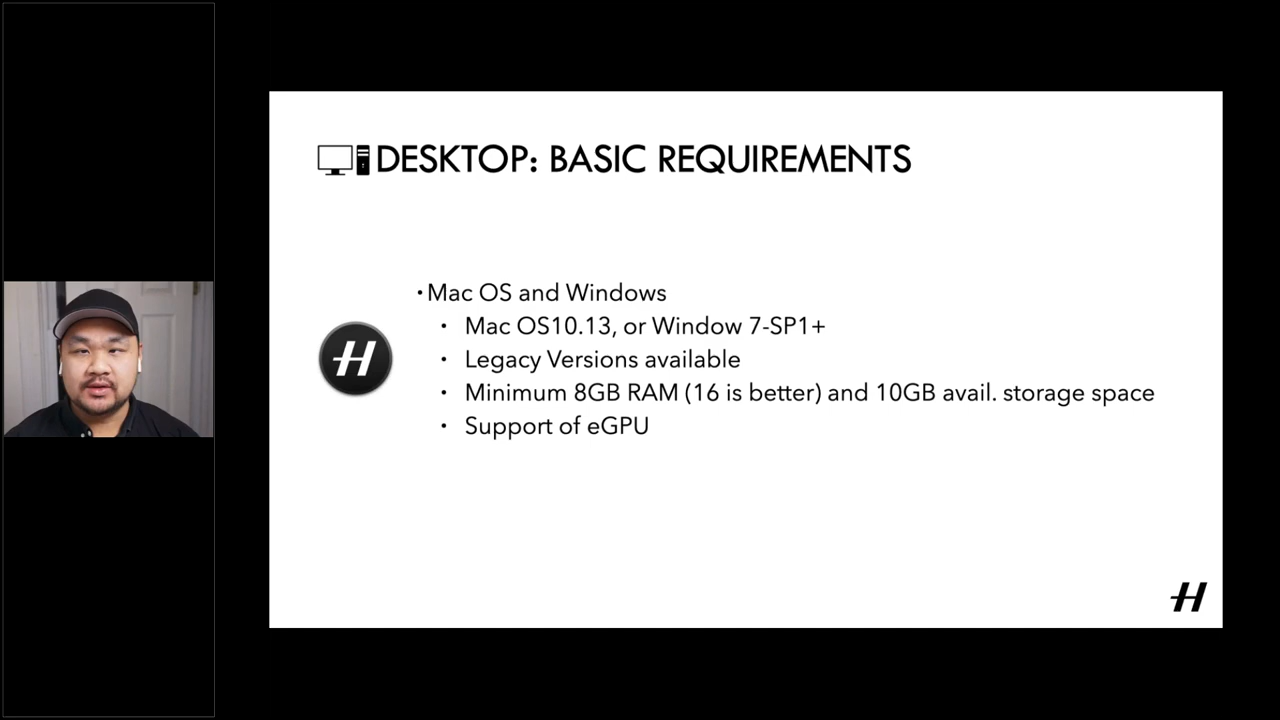 DESKTOP: BASIC REQUIREMENTS
•Mac OS and Windows
• Mac OS10.13, or Window 7-SP1+
• Legacy Versions available
• Minimum 8GB RAM (16 is better) and 10GB avail. storage space
• Support of eGPU
H
H